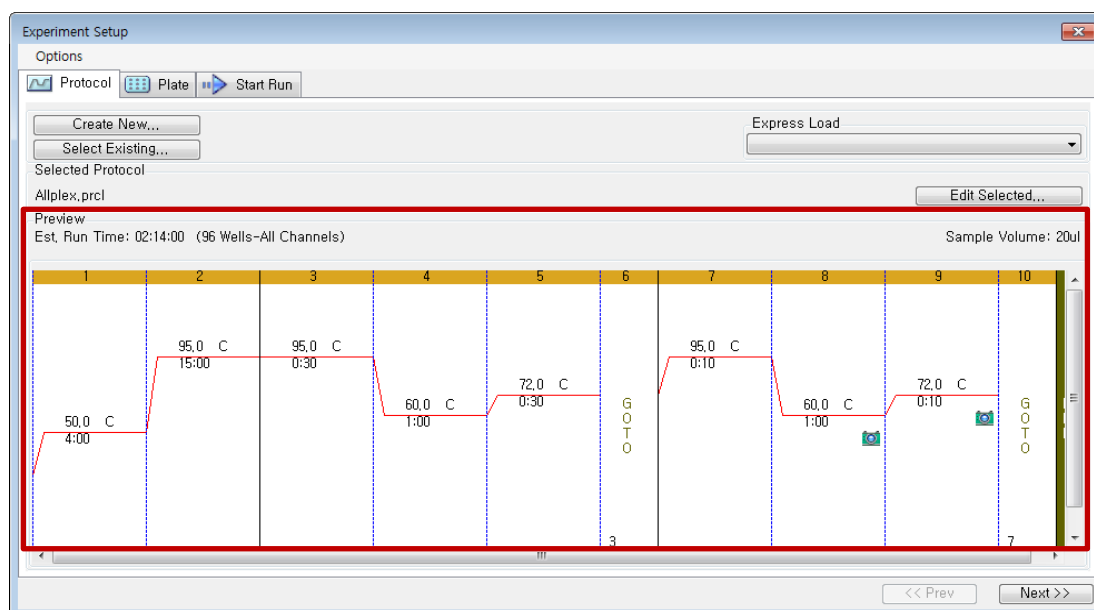 Experiment Setup
Options
Protocol Plate Start Run
Create New...
Express Load
Select Existing...
Selected Protocol
Allplex.prcl
Edit Selected...
Preview
Est. Run Time: 02:14:00 (96 Wells-All Channels)
Sample Volume: 20ul
1 2 3 4 5 6 7 8 9 10
95.0 C 95.0 C 95.0 C
15:00 0:30 0:10
72.0 C 72.0 C
0:30 0:10
60.0 C 60.0 C
1:00 1:00
50.0 C
4:00
GOTO GOTO
3 7
<< Prev Next >>